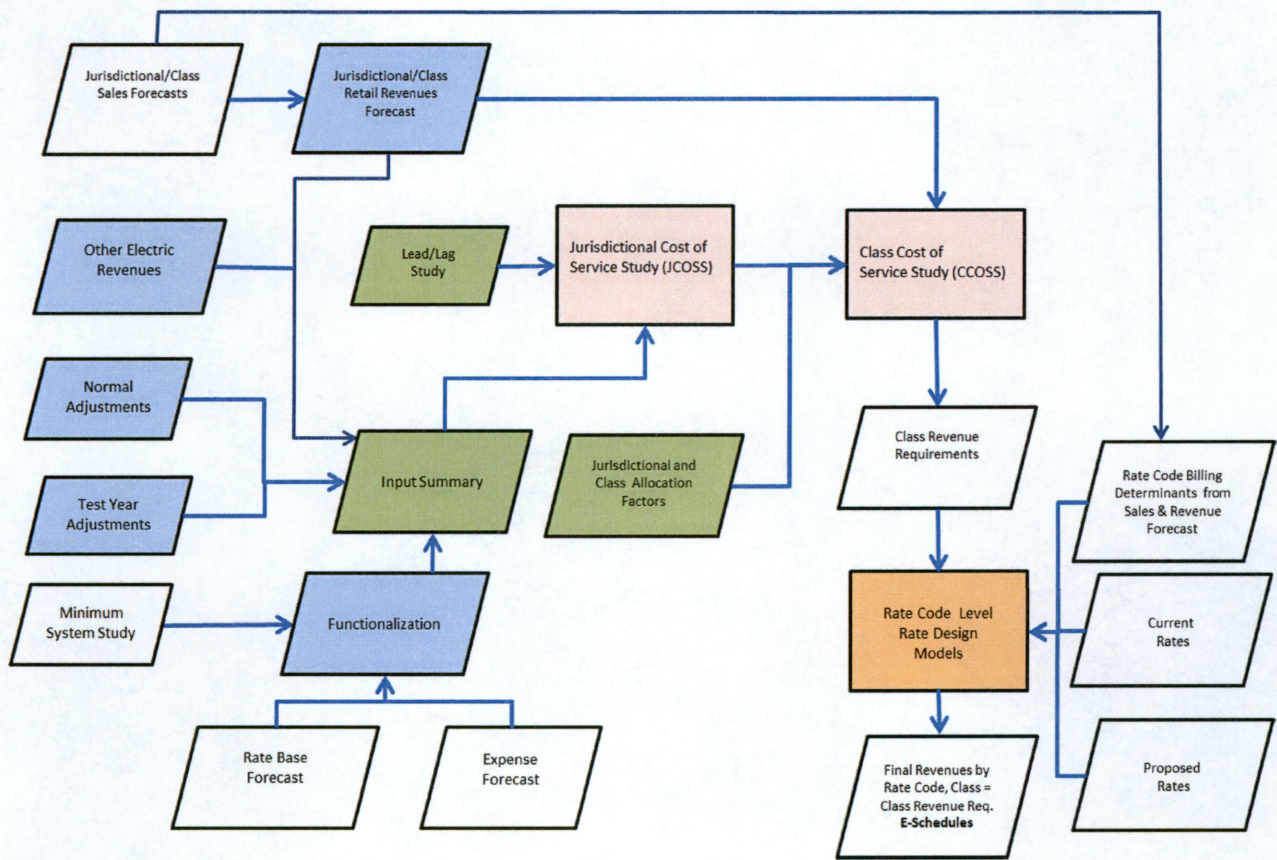 Jurisdictional/Class
Sales Forecasts
Jurisdictional/Class
Retail Revenues
Forecast
Other Electric
Revenues
Lead/Lag
Study
Jurisdictional Cost of
Service Study (JCOSS)
Class Cost of
Service Study (CCOSS)
Normal
Adjustments
Test Year
Adjustments
Input Summary
Jurisdictional and
Class Allocation
Factors
Class Revenue
Requirements
Rate Code Billing
Determinants from
Sales & Revenue
Forecast
Minimum
System Study
Functionalization
Rate Code Level
Rate Design
Models
Current
Rates
Rate Base
Forecast
Expense
Forecast
Final Revenues by
Rate Code, Class =
Class Revenue Req.
E-Schedules
Proposed
Rates